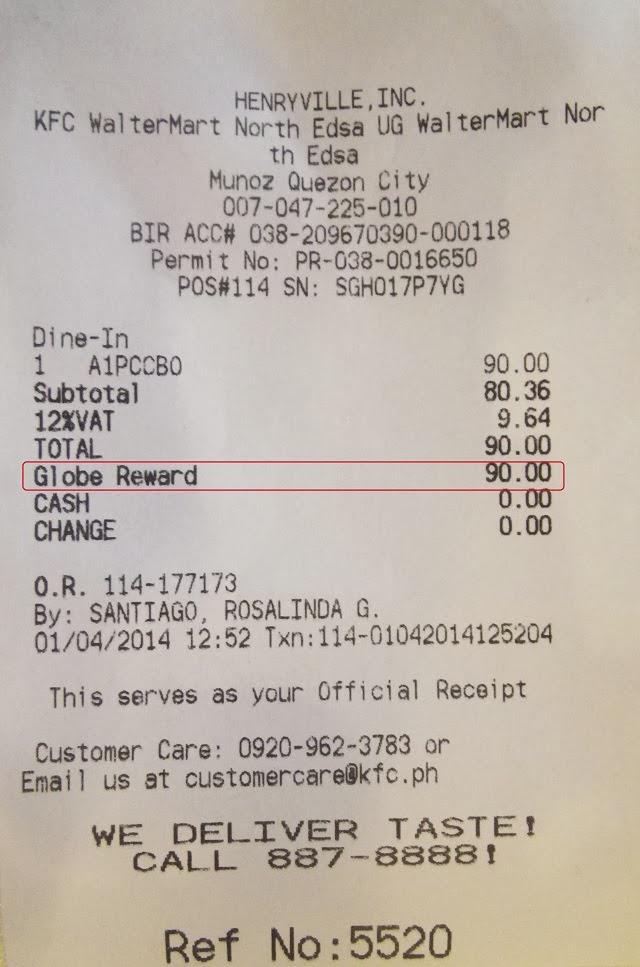 HENRYVILLE,INC.
KFC WalterMart North Edsa UG WalterMart Nor
th Edsa
Munoz Quezon City
007-047-225-010
BIR ACC# 038-209670390-000118
Permit No: PR-038-0016650
POS#114 SN: SGH017P7YG
Dine-In
1 A1PCCBO 90.00
Subtotal 80.36
12%VAT 9.64
TOTAL 90.00
Globe Reward 90.00
CASH 0.00
CHANGE 0.00
O.R. 114-177173
By: SANTIAGO, ROSALINDA G.
01/04/2014 12:52 Txn:114-01042014125204
This serves as your Official Receipt
Customer Care: 0920-962-3783 or
Email us at customercare@kfc.ph
WE DELIVER TASTE!
CALL 887-8888!
Ref No:5520